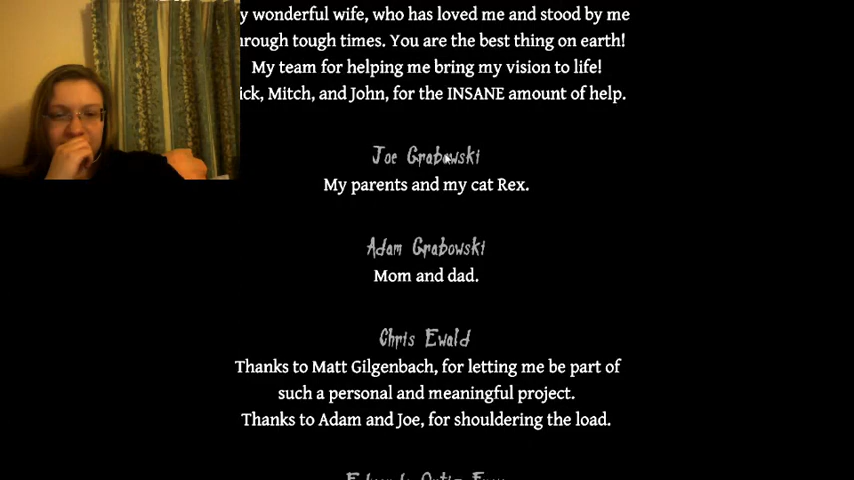 wonderful wife, who has loved me and stood by me
through tough times. You are the best thing on earth!
My team for helping me bring my vision to life!
Mitch, and John, for the INSANE amount of help.
Joe Grabowski
My parents and my cat Rex.
Adam Grabowski
Mom and dad.
Chris Ewald
Thanks to Matt Gilgenbach, for letting me be part of
such a personal and meaningful project.
Thanks to Adam and Joe, for shouldering the load.